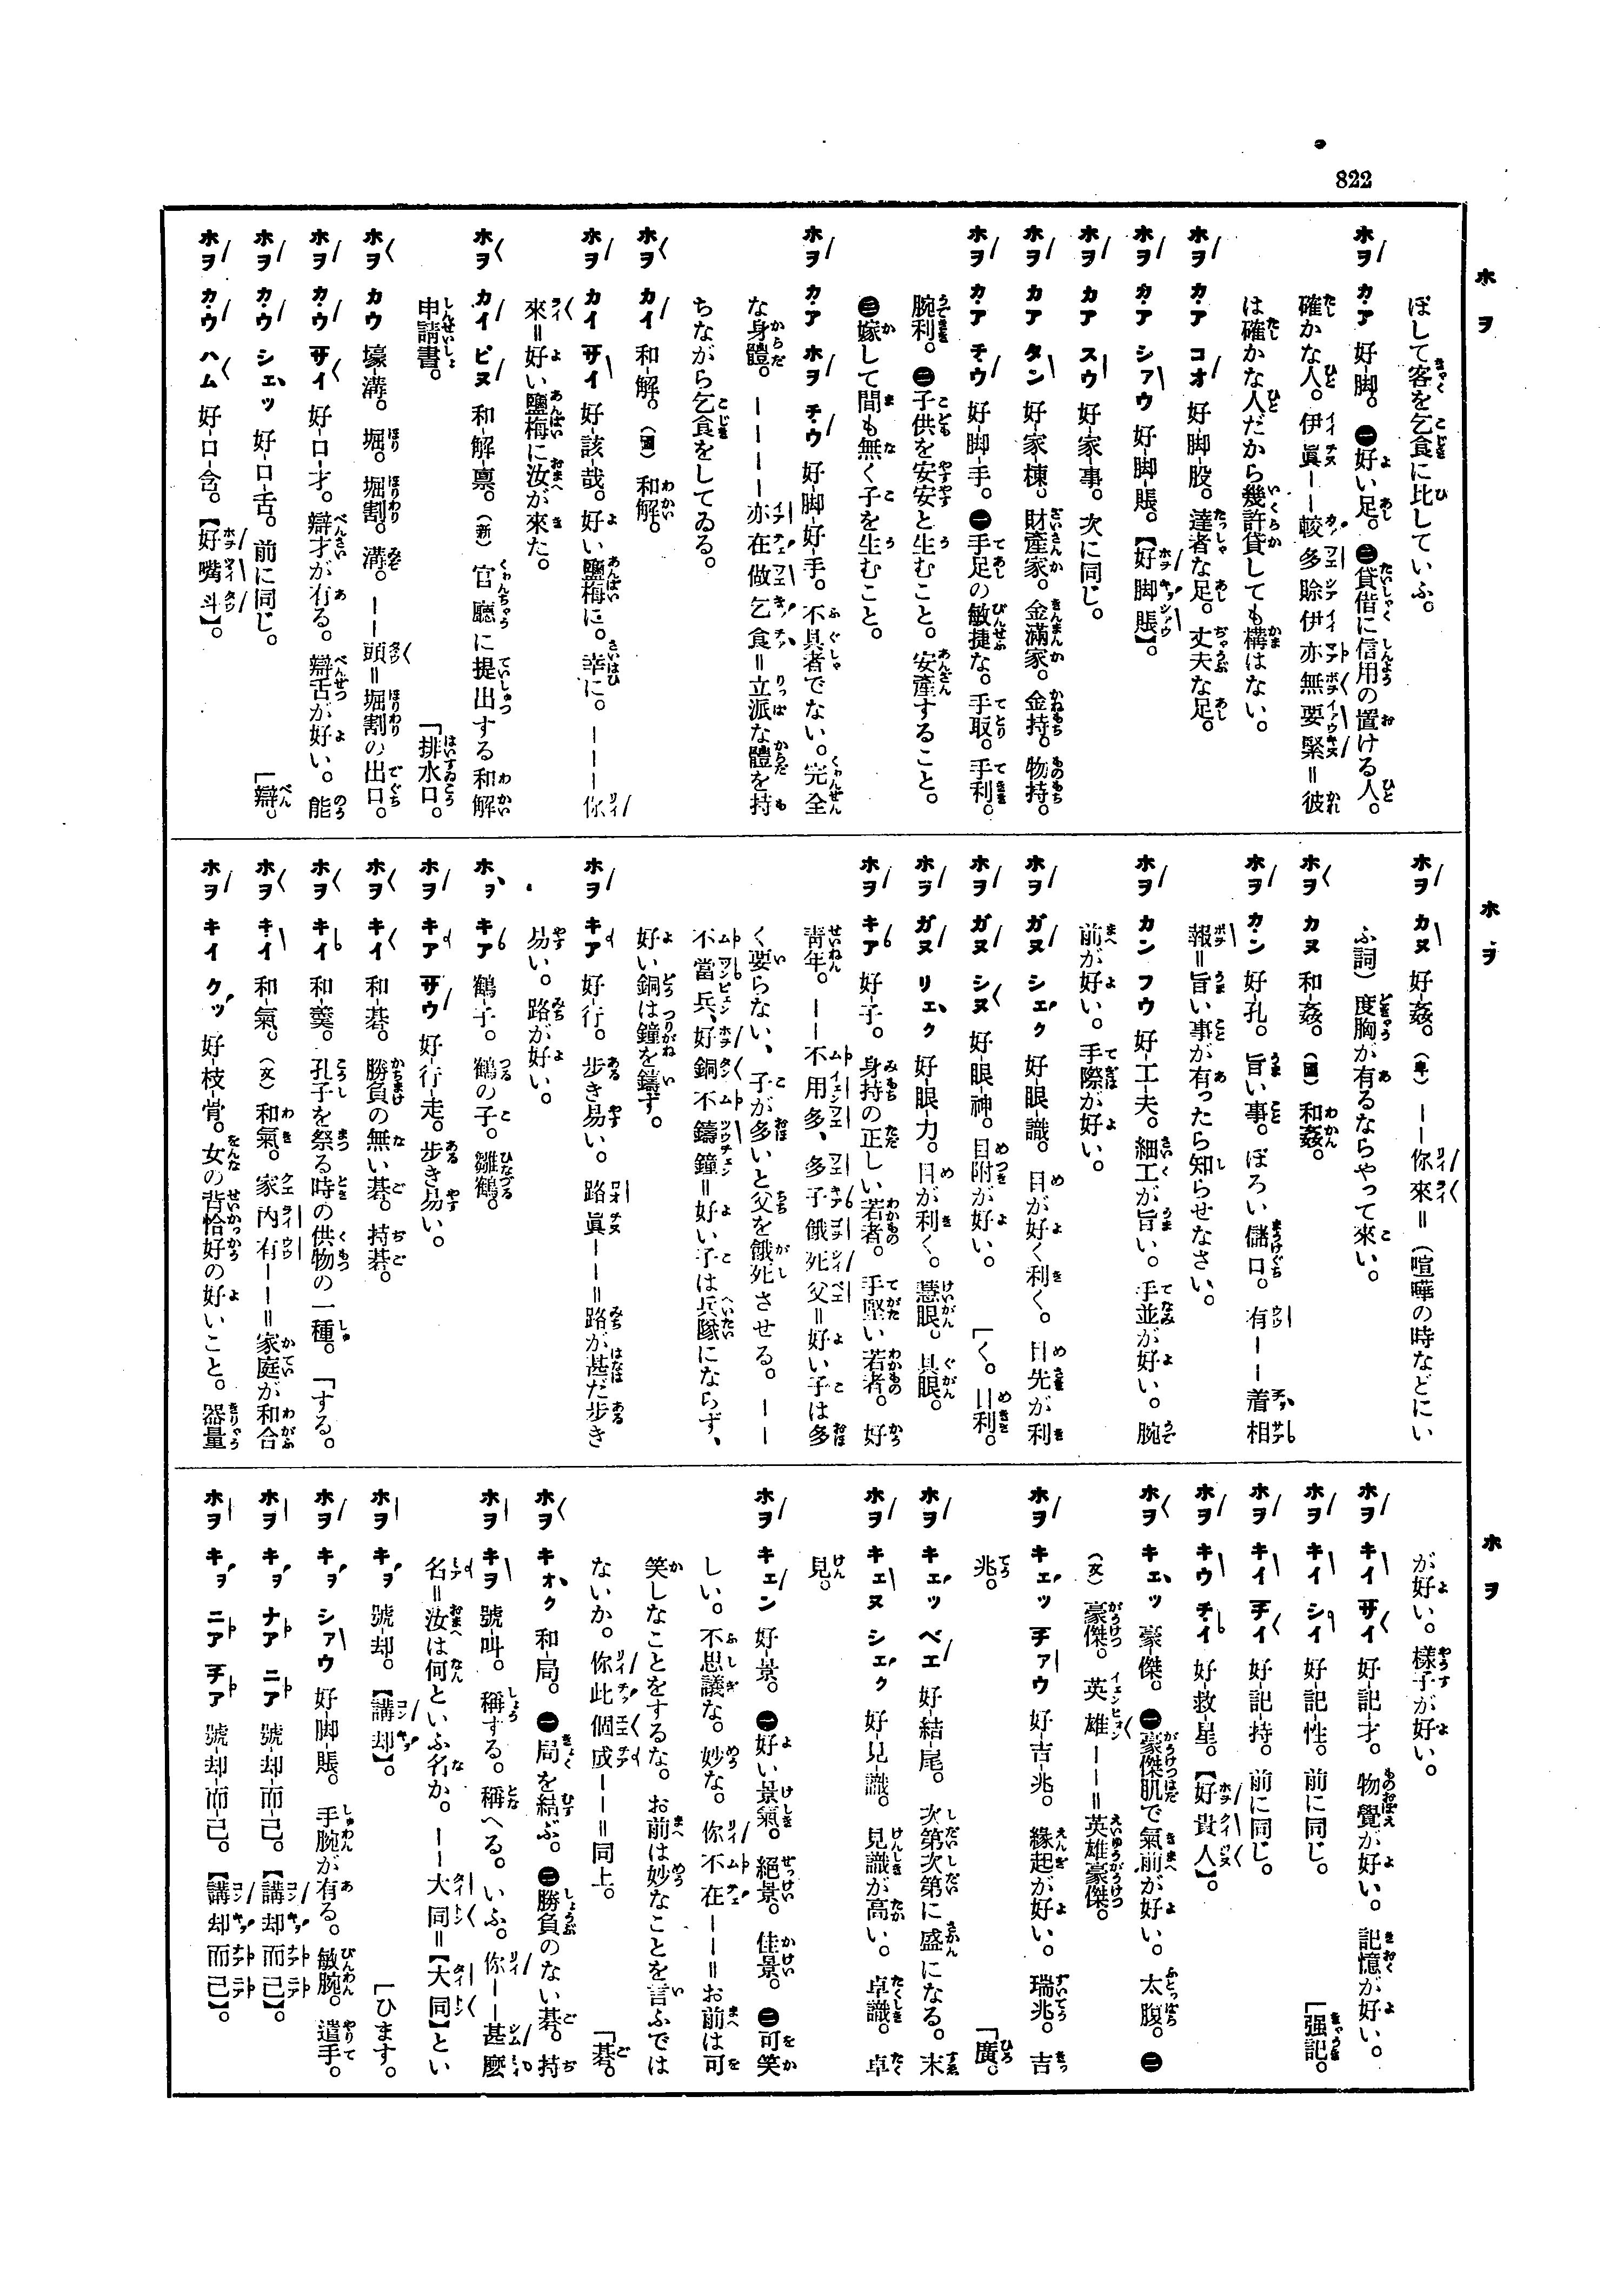 822
ホヲ
ぼして客を乞食に比していふ。
ホヲ カ・ア 好-脚。㊀好い足。㊁貸借に信用の置ける人。
確かな人。伊眞――較多賒伊亦無要緊＝彼
は確かな人だから幾許貸しても構はない。
ホヲ カ・ア コオ 好-脚-股。達者な足。丈夫な足。
ホヲ カ・ア シアウ 好-脚-賬。【好脚賬】。
ホヲ カア スウ 好-家-事。次に同じ。
ホヲ カア タン 好-家-棟。財產家。金滿家。金持。物持。
ホヲ カ・ア チウ 好-脚-手。㊀手足の敏捷な。手取。手利。
腕利。㊁子供を安安と生むこと。安產すること。
㊂嫁して間も無く子を生むこと。
ホヲ カ・ア ホヲ チ・ウ 好-脚-好-手。不具者でない。完全
な身體。――――亦在做乞食＝立派な體を持
ちながら乞食をしてゐる。
ホヲ カイ 和-解。(國) 和解。
ホヲ カイ サイ 好-該-哉。好い鹽梅に。幸に。―――你
來＝好い鹽梅に汝が來た。
ホヲ カイ ピヌ 和-解-禀。(新) 官廳に提出する和解
申請書。
ホヲ カウ 壕-溝。堀。堀割。溝。――頭＝堀割の出口。
「排水口。
ホヲ カ・ウ サイ 好-口-才。辯才が有る。辯舌が好い。能
ホヲ カ・ウ シエッ 好-口-舌。前に同じ。
「辯。
ホヲ カ・ウ ハム 好-口-含。【好嘴斗】。
ホヲ
ホヲ カヌ 好-姦。(卑) ――你來＝(喧嘩の時などにい
ふ詞) 度胸が有るならやって來い。
ホヲ カヌ 和-姦。(國) 和姦。
ホヲ カ・ン 好-孔。旨い事。ぼろい儲口。有――着相
報＝旨い事が有ったら知らせなさい。
ホヲ カン フウ 好-工-夫。細工が旨い。手並が好い。腕
前が好い。手際が好い。
ホヲ ガヌ シエク 好-眼-識。目が好く利く。目先が利
ホヲ ガヌ シヌ 好-眼-神。目附が好い。
「く。目利。
ホヲ ガヌ リエク 好-眼-力。目が利く。慧眼。具眼。
ホヲ キア 好-子。身持の正しい若者。手堅い若者。好
靑年。――不用多、多子餓死父＝好い子は多
く要らない、子が多いと父を餓死させる。――
不當兵、好銅不鑄鐘＝好い子は兵隊にならず、
好い銅は鐘を鑄ず。
ホヲ キア 好-行。步き易い。路眞――＝路が甚だ步き
易い。路が好い。
ホヲ キア 鶴-子。鶴の子。雛鶴。
ホヲ キア サウ 好-行-走。步き易い。
ホヲ キイ 和-碁。勝負の無い碁。持碁。
ホヲ キイ 和-羹。孔子を祭る時の供物の一種。
「する。
ホヲ キ・イ 和-氣。(文) 和氣。家內有――＝家庭が和合
ホヲ キイ クッ 好-枝-骨。女の背恰好の好いこと。器量
ホヲ
が好い。樣子が好い。
ホヲ キイ サイ 好-記-才。物覺が好い。記憶が好い。
ホヲ キイ シイ 好-記-性。前に同じ。
「强記。
ホヲ キイ チイ 好-記-持。前に同じ。
ホヲ キウ チ・イ 好-救-星。【好貴人】。
ホヲ キエッ 豪-傑。㊀豪傑肌で氣前が好い。太腹。㊁
(文) 豪傑。英雄――＝英雄豪傑。
ホヲ キエッ チアウ 好-吉-兆。緣起が好い。瑞兆。吉
兆。
「廣。
ホヲ キエッ ベエ 好-結-尾。次第次第に盛になる。末
ホヲ キエヌ シエク 好-見-識。見識が高い。卓識。卓
見。
ホヲ キエン 好-景。㊀好い景氣。絕景。佳景。㊁可笑
しい。不思議な。妙な。你不在――＝お前は可
笑しなことをするな。お前は妙なことを言ふでは
ないか。你此個成――＝同上。
「碁。
ホヲ キオク 和-局。㊀局を結ぶ。㊁勝負のない碁。持
ホヲ キヲ 號-叫。稱する。稱へる。いふ。你――甚麼
名＝汝は何といふ名か。――大同＝【大同】とい
ホヲ キヲ 號-却。【講却】。
「ひます。
ホヲ キヲ シアウ 好-脚-賬。手腕が有る。敏腕。遣手。
ホヲ キヲ ナア ニア 號-却-而-已。【講却而已】。
ホヲ キヲ ニア チア 號-却-而-已。【講却而已】。